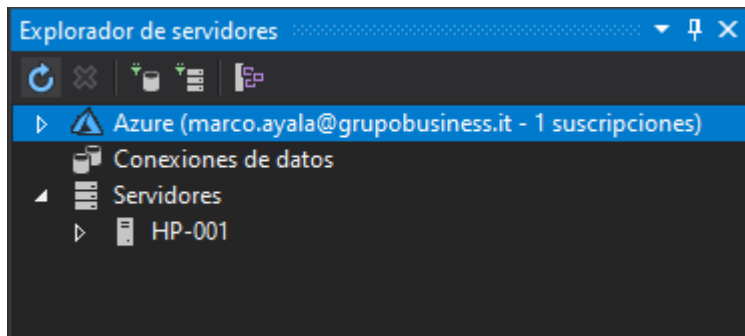 Explorador de servidores
Azure (marco.ayala@grupobusiness.it - 1 suscripciones)
Conexiones de datos
Servidores
HP-001